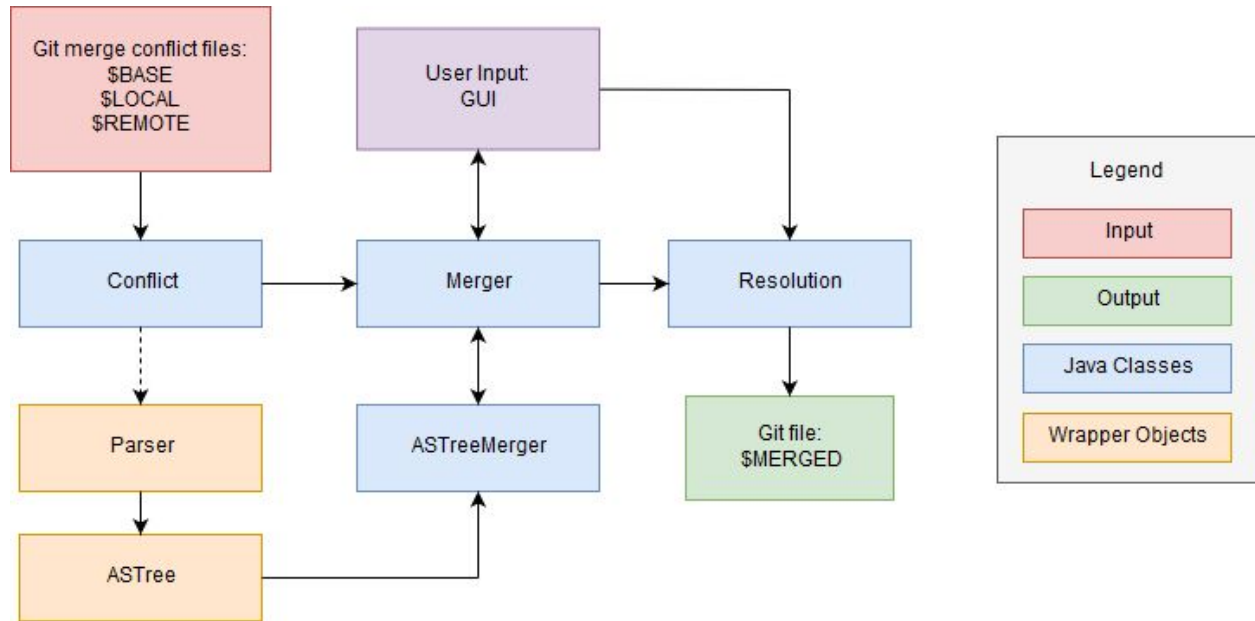 Git merge conflict files:
$BASE
$LOCAL
$REMOTE
User Input:
GUI
Conflict
Merger
Resolution
Parser
ASTreeMerger
Git file:
$MERGED
ASTree
Legend
Input
Output
Java Classes
Wrapper Objects